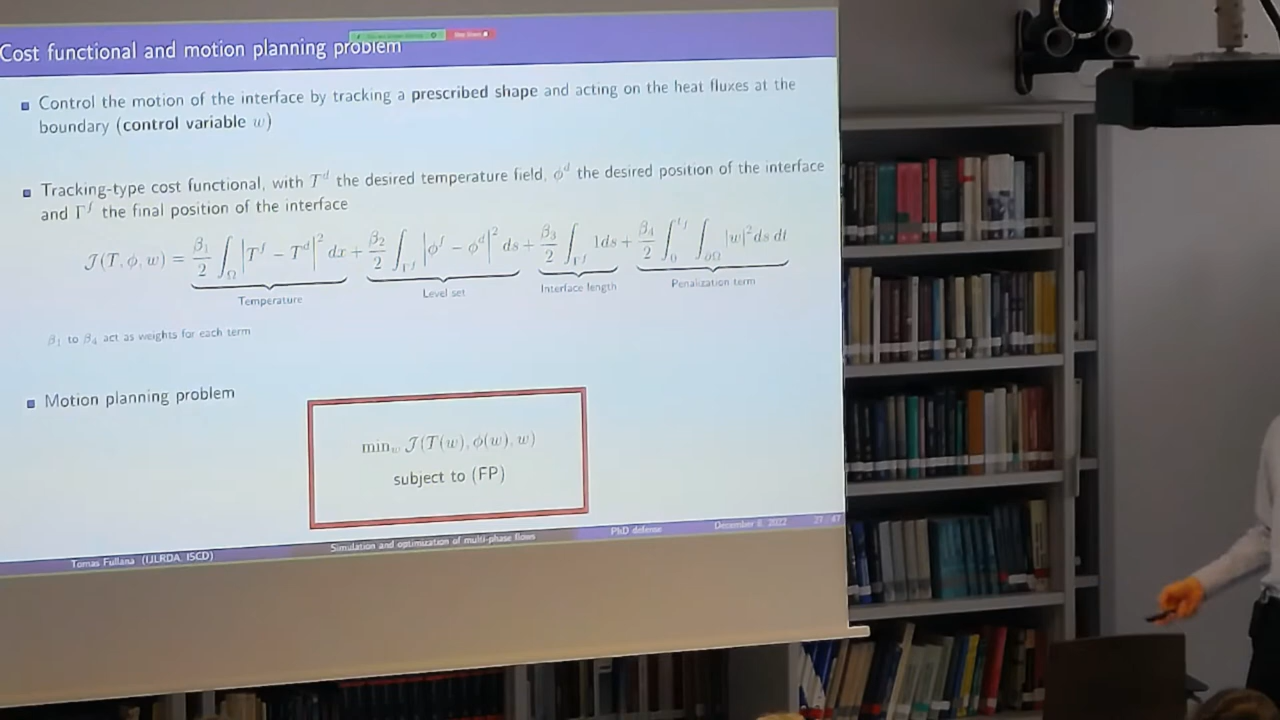 Cost functional and motion planning problem
Control the motion of the interface by tracking a prescribed shape and acting on the heat fluxes at the
boundary (control variable w)
Tracking-type cost functional, with T^d the desired temperature field, ϕ^d the desired position of the interface
and Γ^f the final position of the interface
𝒥(T, ϕ, w) = β₁/2 ∫_Ω |T^f − T^d|² dx + β₂/2 ∫_Γ^f |ϕ^f − ϕ^d|² ds + β₃/2 ∫_Γ^f 1ds + β₄/2 ∫_0^{t_f} ∫_∂Ω |w|² ds dt
Temperature Level set Interface length Penalization term
β₁ to β₄ act as weights for each term
Motion planning problem
min_w 𝒥(T(w), ϕ(w), w)
subject to (FP)
Tomas Fullana (IJLRDA, ISCD) Simulation and optimization of multi-phase flows PhD defense December 8, 2022 21 / 47